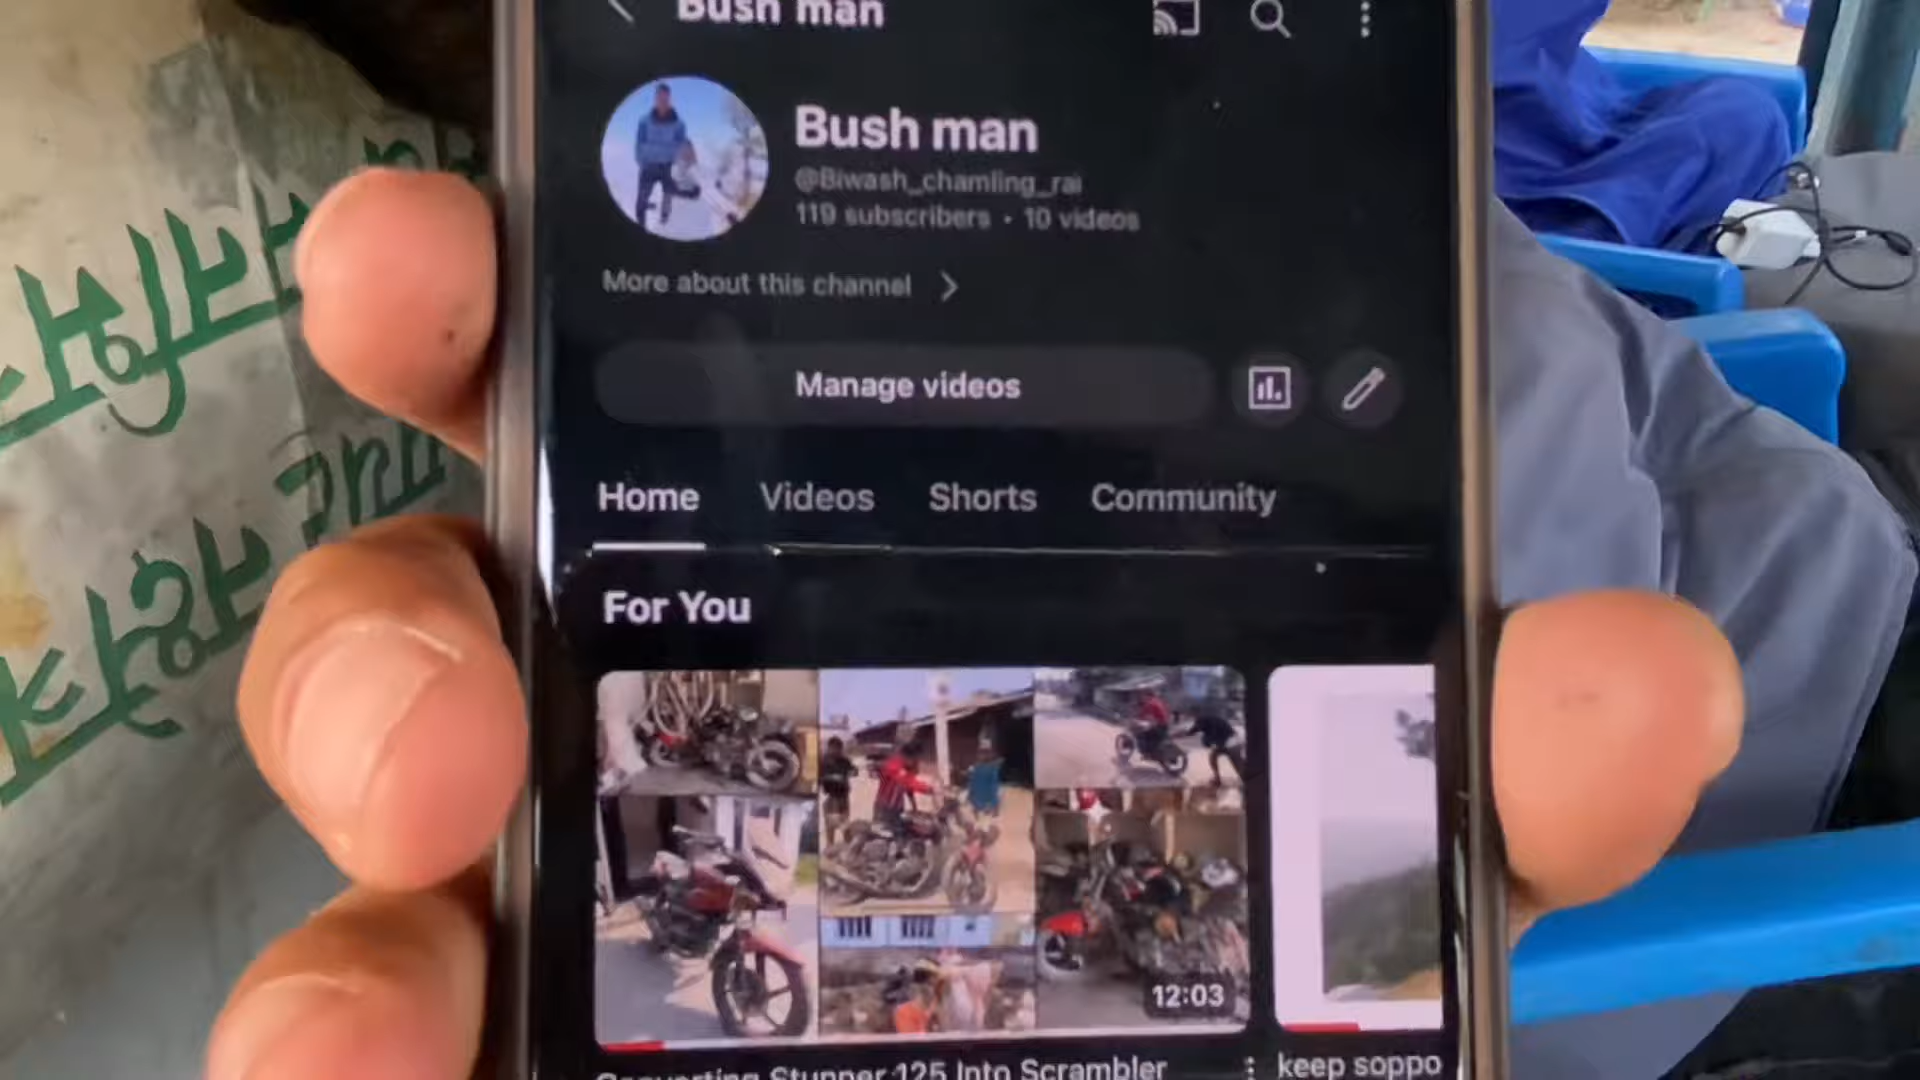 Bush man
Bush man
@Biwash_chamling_rai
119 subscribers • 10 videos
More about this channel
Manage videos
Home Videos Shorts Community
For You
12:03
Converting Stunner 125 Into Scrambler
keep soppo